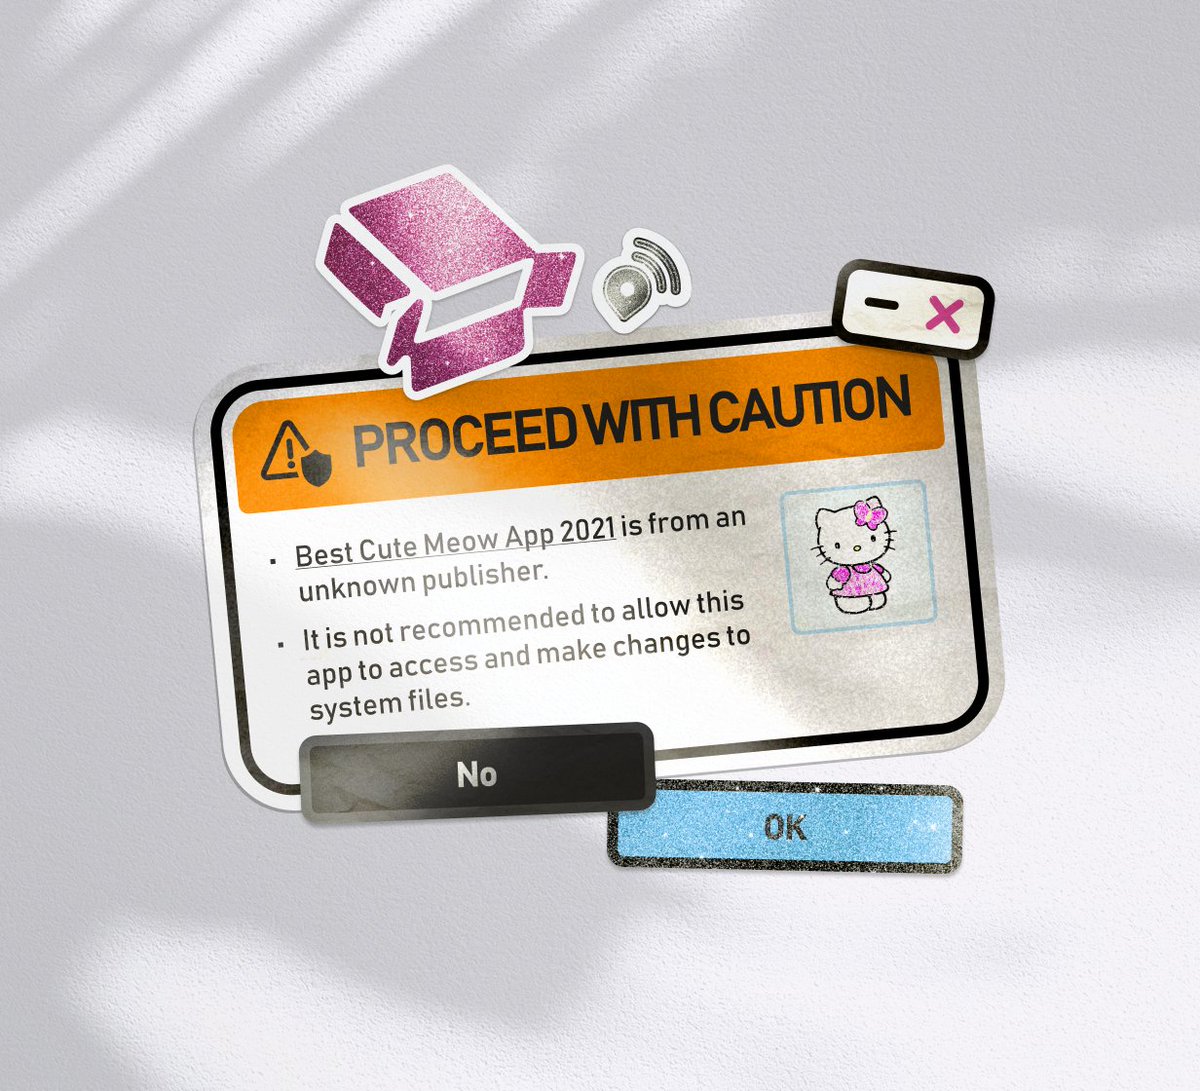 PROCEED WITH CAUTION
· Best Cute Meow App 2021 is from an
unknown publisher.
· It is not recommended to allow this
app to access and make changes to
system files.
No
OK